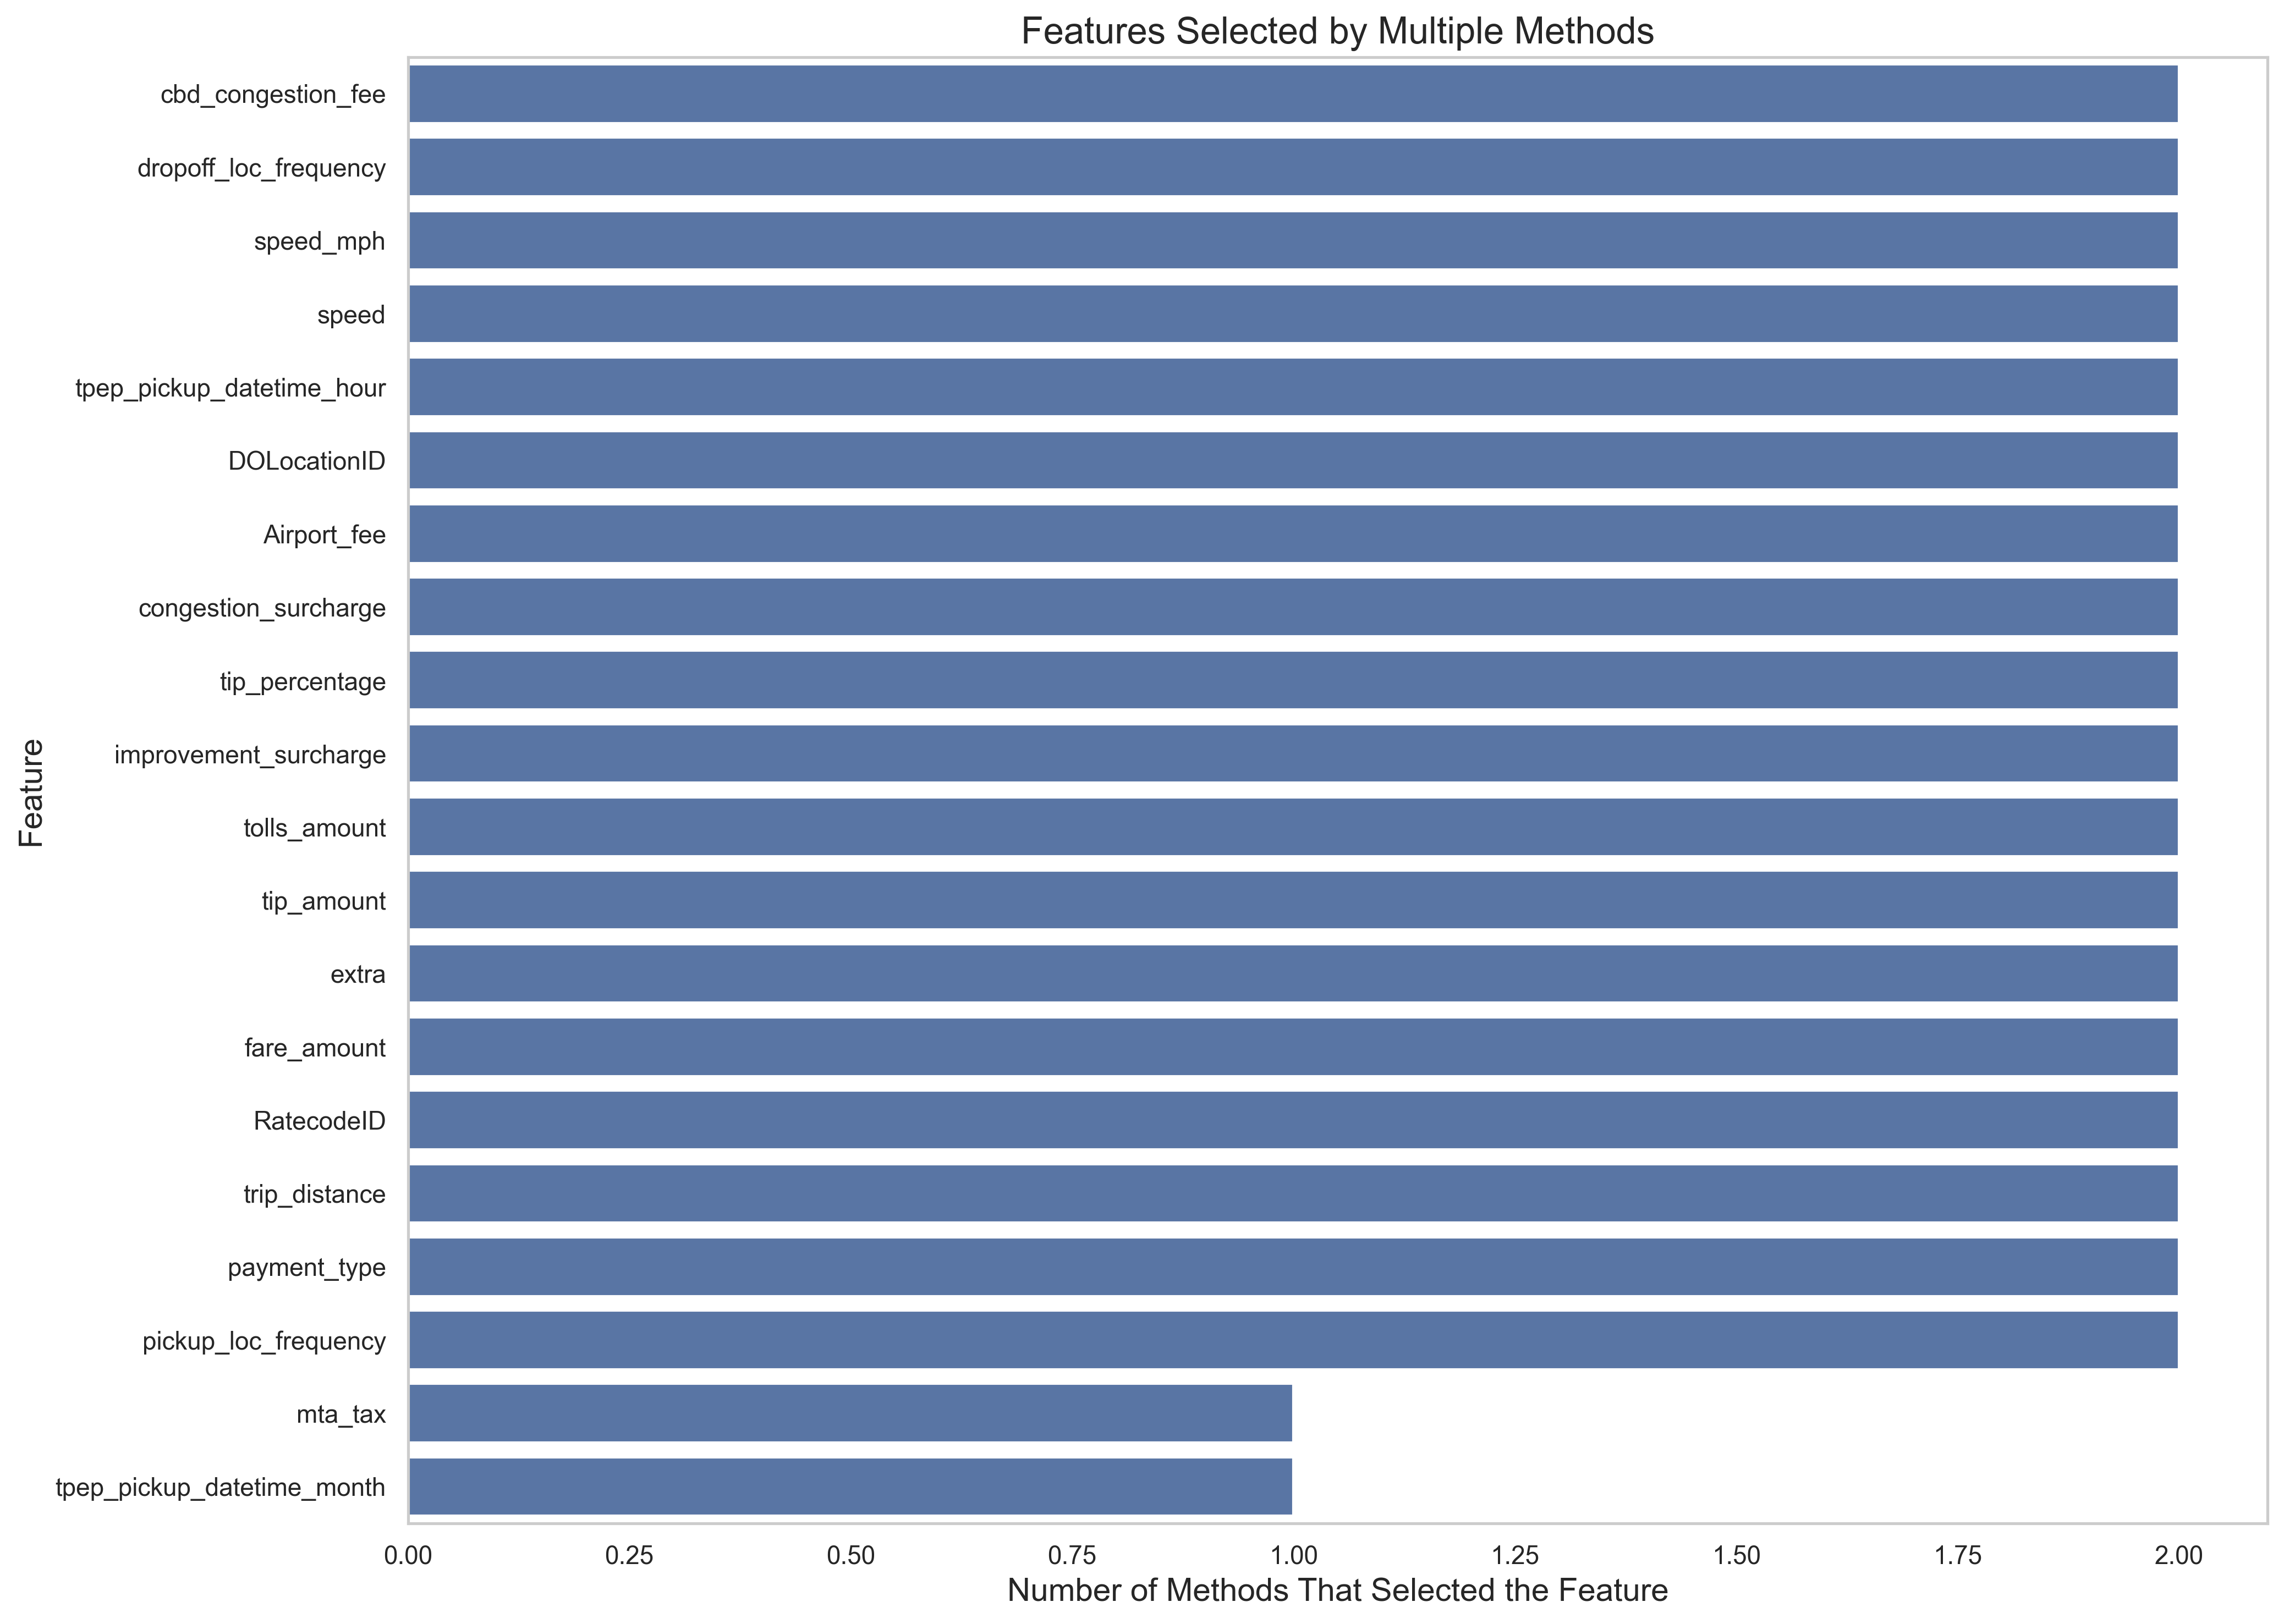 Features Selected by Multiple Methods
cbd_congestion_fee
dropoff_loc_frequency
speed_mph
speed
tpep_pickup_datetime_hour
DOLocationID
Airport_fee
congestion_surcharge
tip_percentage
improvement_surcharge
tolls_amount
tip_amount
extra
fare_amount
RatecodeID
trip_distance
payment_type
pickup_loc_frequency
mta_tax
tpep_pickup_datetime_month
Feature
0.00 0.25 0.50 0.75 1.00 1.25 1.50 1.75 2.00
Number of Methods That Selected the Feature